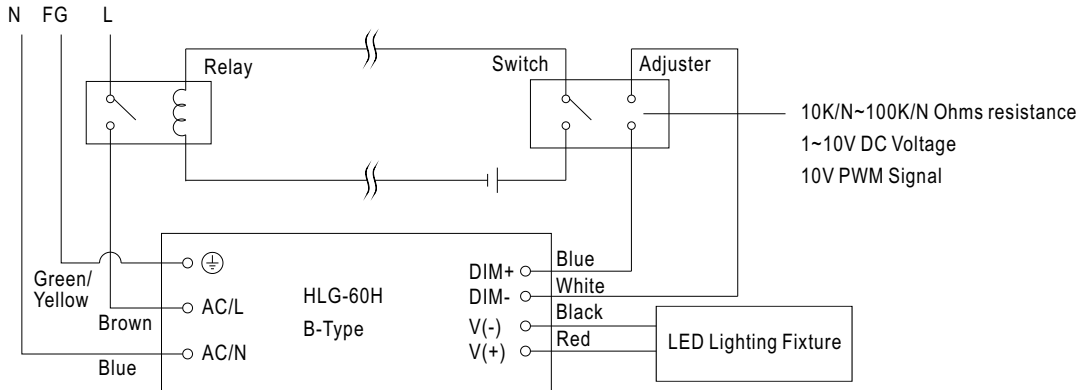 N FG L
Relay
Switch
Adjuster
10K/N~100K/N Ohms resistance
1~10V DC Voltage
10V PWM Signal
Green/
Yellow
Brown
Blue
AC/L
AC/N
HLG-60H
B-Type
DIM+
DIM-
V(-)
V(+)
Blue
White
Black
Red
LED Lighting Fixture